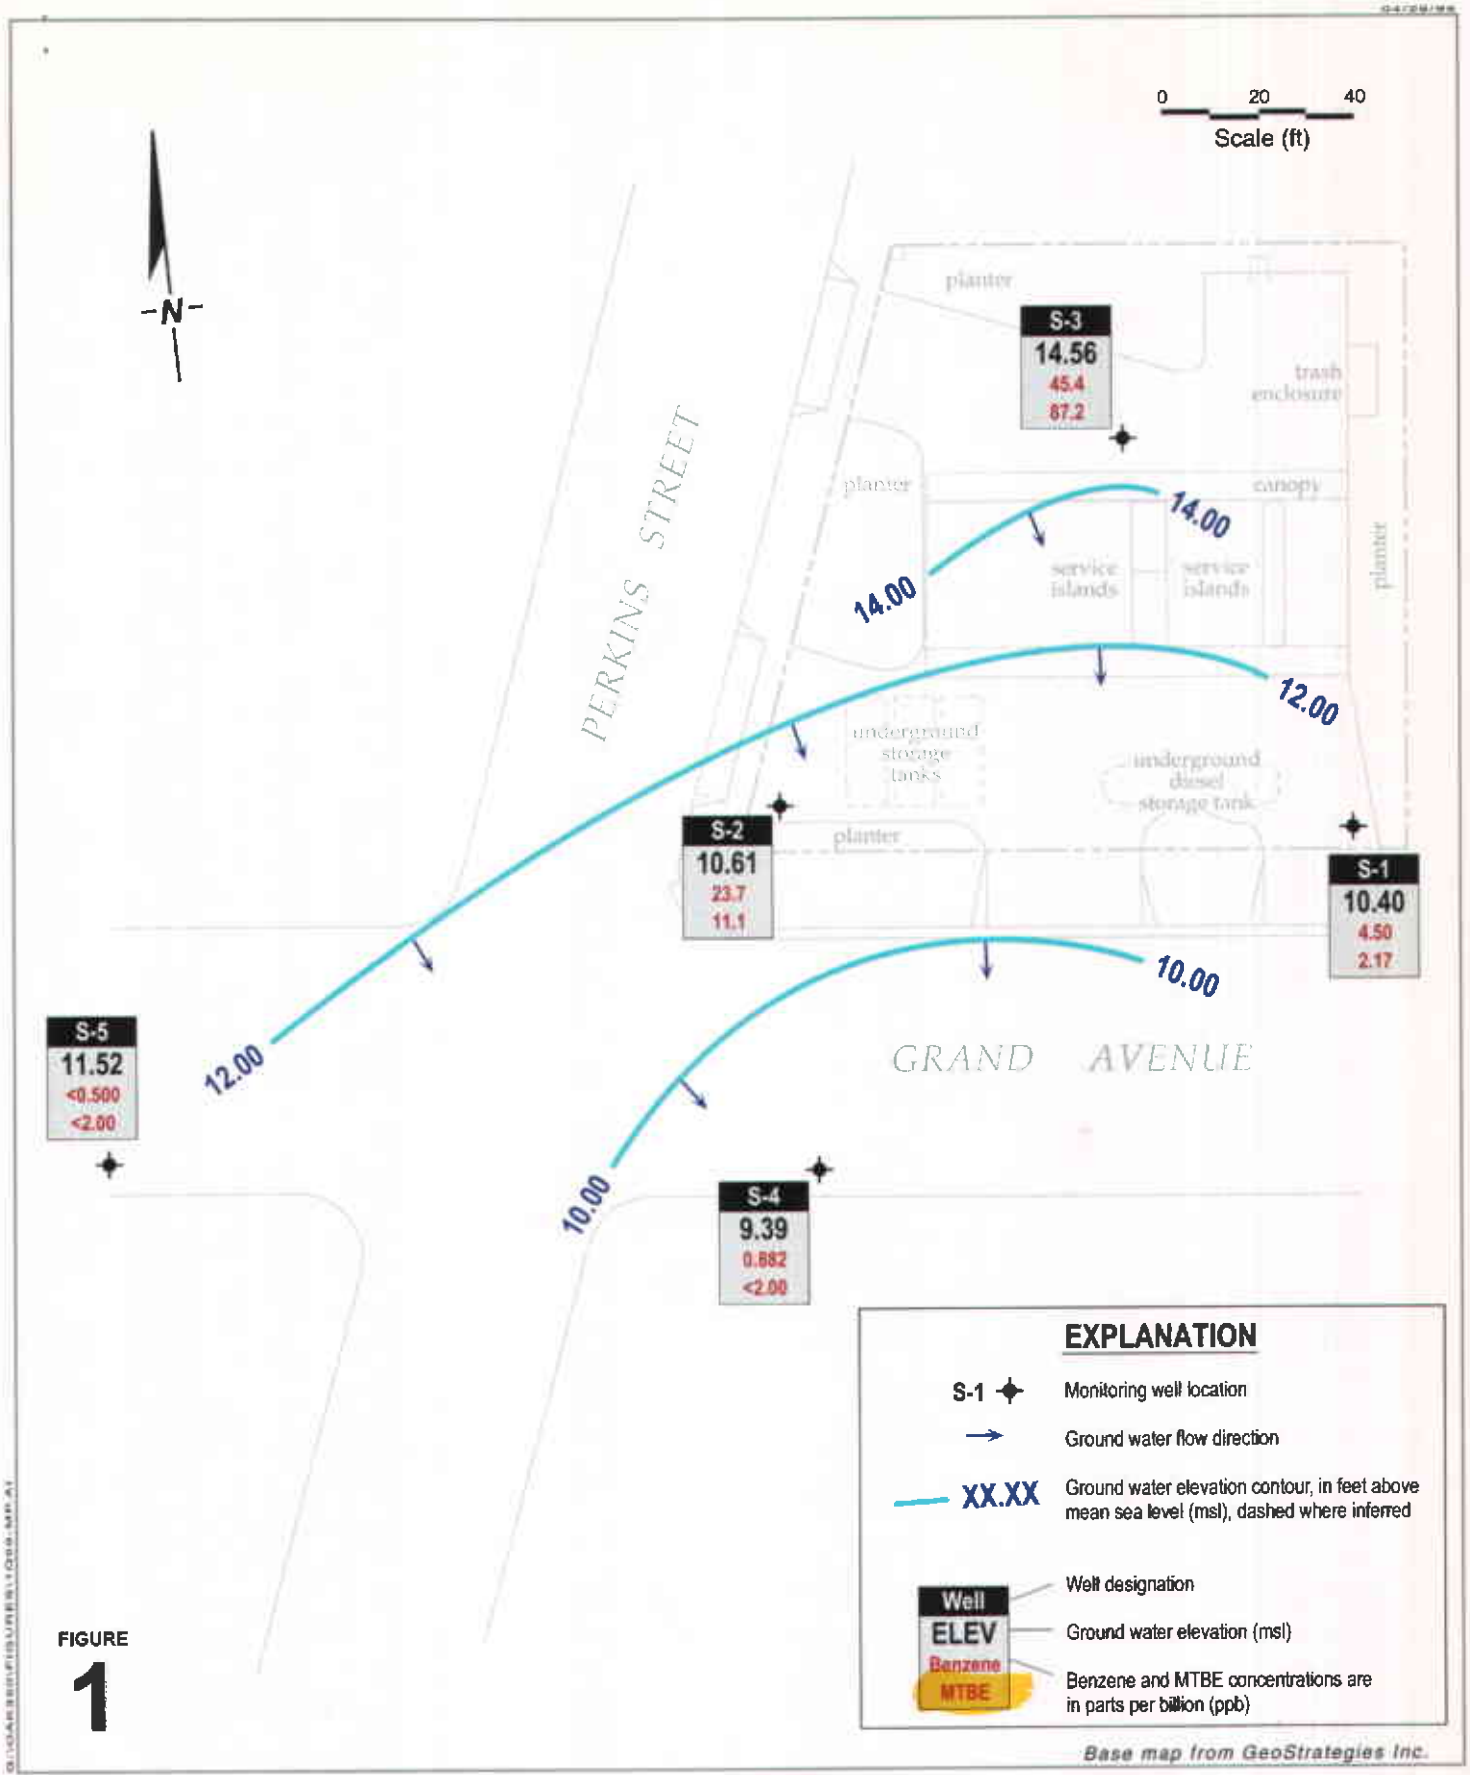 04/28/99
0 20 40
Scale (ft)
-N-
planter
S-3
14.56
45.4
87.2
trash
enclosure
PERKINS STREET
planter
canopy
14.00
14.00
service
islands
service
islands
planter
12.00
underground
storage
tanks
underground
diesel
storage tank
S-2
10.61
23.7
11.1
planter
S-1
10.40
4.50
2.17
10.00
S-5
11.52
<0.500
<2.00
12.00
GRAND AVENUE
10.00
S-4
9.39
0.882
<2.00
EXPLANATION
S-1 Monitoring well location
Ground water flow direction
XX.XX Ground water elevation contour, in feet above
mean sea level (msl), dashed where inferred
Well
ELEV
Benzene
MTBE
Well designation
Ground water elevation (msl)
Benzene and MTBE concentrations are
in parts per billion (ppb)
FIGURE
1
Base map from GeoStrategies Inc.